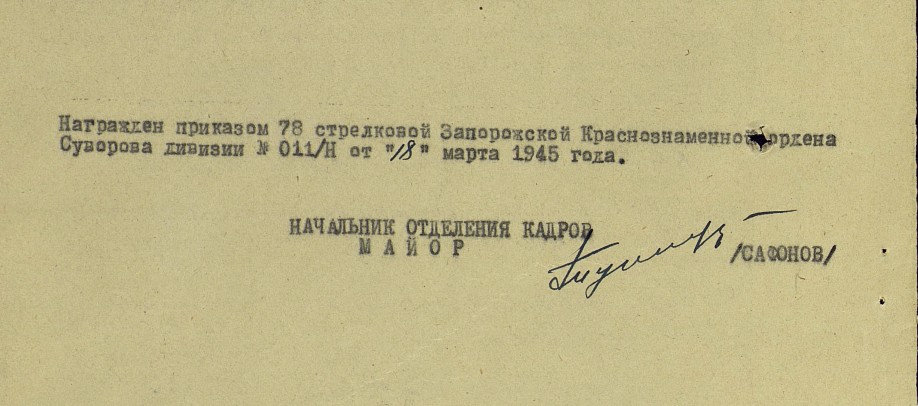 Награжден приказом 78 стрелковой Запорожской Краснознаменной ордена
Суворова дивизии № 011/Н от "18" марта 1945 года.
НАЧАЛЬНИК ОТДЕЛЕНИЯ КАДРОВ
МАЙОР
/САФОНОВ/